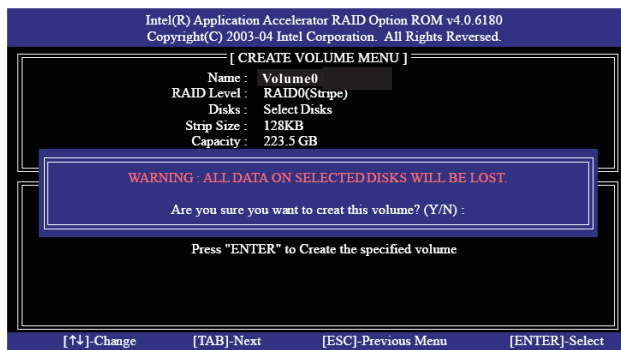 Intel(R) Application Accelerator RAID Option ROM v4.0.6180
Copyright(C) 2003-04 Intel Corporation. All Rights Reversed.
[ CREATE VOLUME MENU ]
Name : Volume0
RAID Level : RAID0(Stripe)
Disks : Select Disks
Strip Size : 128KB
Capacity : 223.5 GB
WARNING : ALL DATA ON SELECTED DISKS WILL BE LOST.
Are you sure you want to creat this volume? (Y/N) :
Press "ENTER" to Create the specified volume
[↑↓]-Change [TAB]-Next [ESC]-Previous Menu [ENTER]-Select